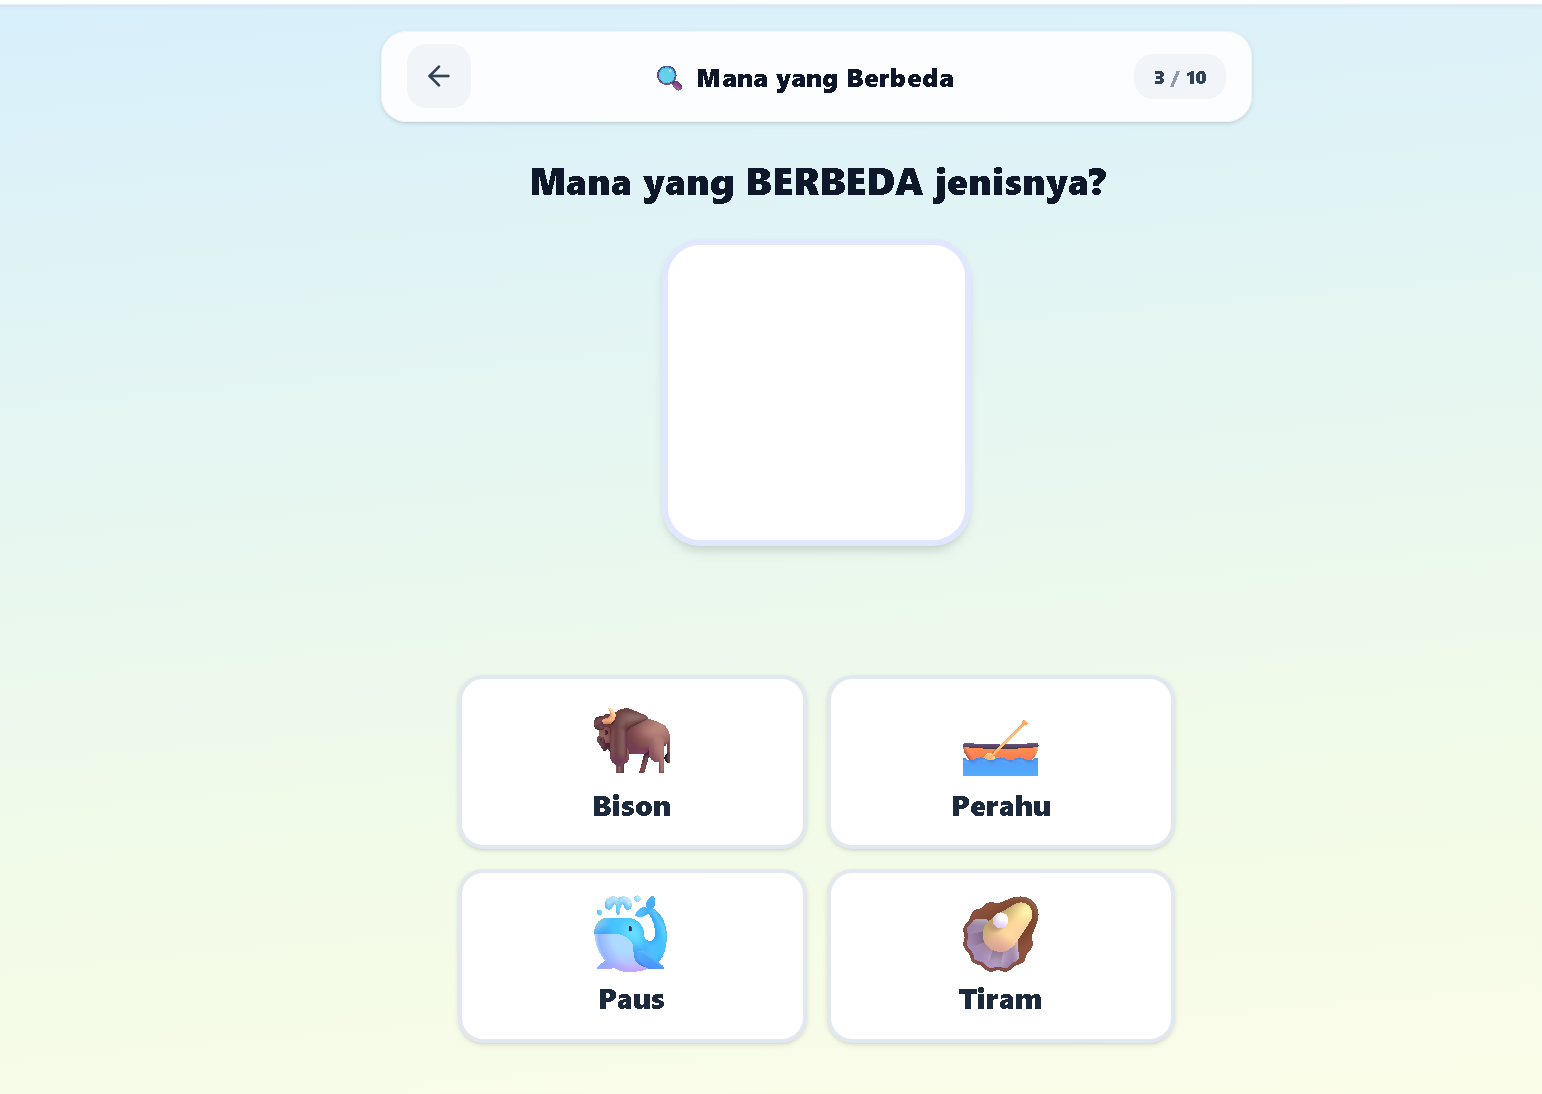 Mana yang Berbeda
3 / 10
Mana yang BERBEDA jenisnya?
Bison
Perahu
Paus
Tiram